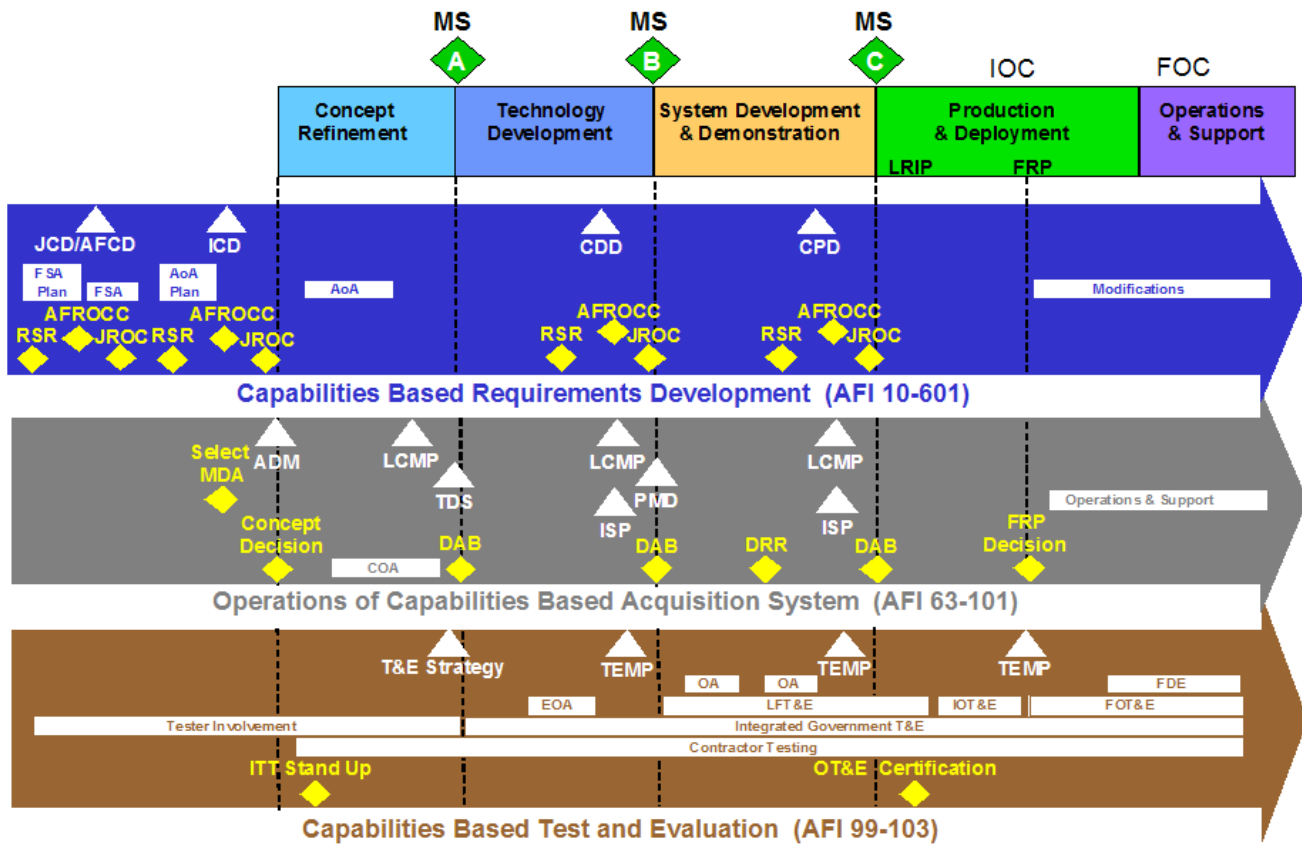 MS
MS
MS
A
B
C
IOC
FOC
Concept
Refinement
Technology
Development
System Development
& Demonstration
Production
& Deployment
Operations
& Support
LRIP
FRP
JCD/AFCD
ICD
CDD
CPD
FSA
Plan
FSA
AoA
Plan
AoA
Modifications
AFROCC
AFROCC
AFROCC
AFROCC
RSR
JROC
RSR
JROC
RSR
JROC
RSR
JROC
Capabilities Based Requirements Development (AFI 10-601)
Select
MDA
ADM
LCMP
LCMP
LCMP
TDS
PMD
ISP
ISP
Operations & Support
Concept
Decision
DAB
DAB
DRR
DAB
FRP
Decision
COA
Operations of Capabilities Based Acquisition System (AFI 63-101)
T&E Strategy
TEMP
TEMP
TEMP
OA
OA
FDE
EOA
LFT&E
IOT&E
FOT&E
Tester Involvement
Integrated Government T&E
Contractor Testing
ITT Stand Up
OT&E Certification
Capabilities Based Test and Evaluation (AFI 99-103)